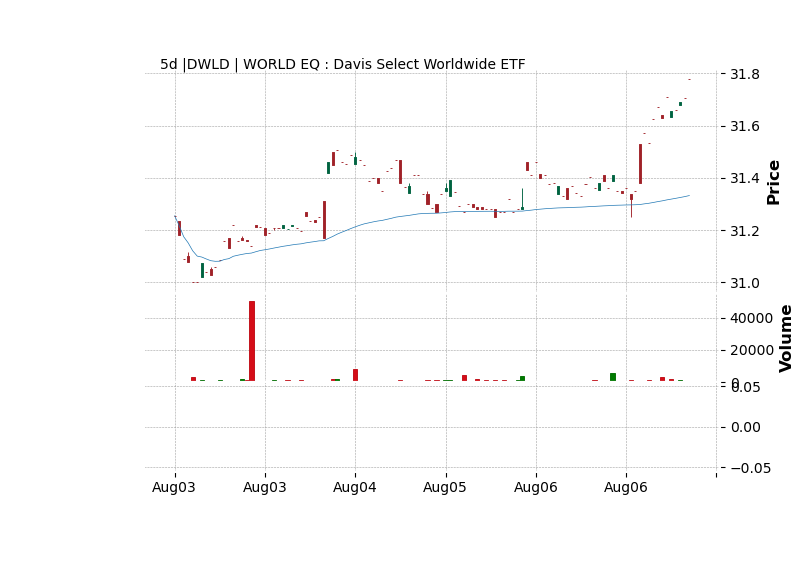 5d |DWLD | WORLD EQ : Davis Select Worldwide ETF
31.8
31.6
31.4
31.2
31.0
Price
40000
20000
0
Volume
0.05
0.00
−0.05
Aug03 Aug03 Aug04 Aug05 Aug06 Aug06